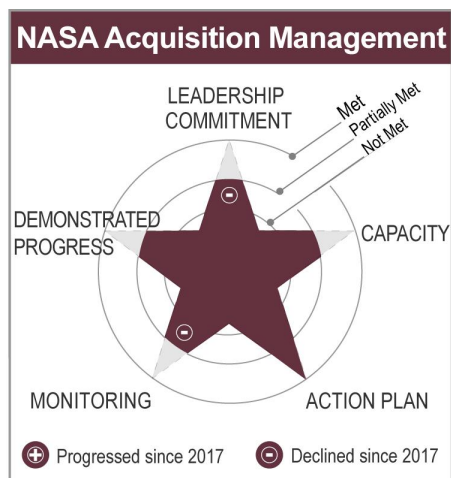 NASA Acquisition Management
LEADERSHIP
COMMITMENT
Met
Partially Met
Not Met
DEMONSTRATED
PROGRESS
CAPACITY
MONITORING
ACTION PLAN
Progressed since 2017
Declined since 2017